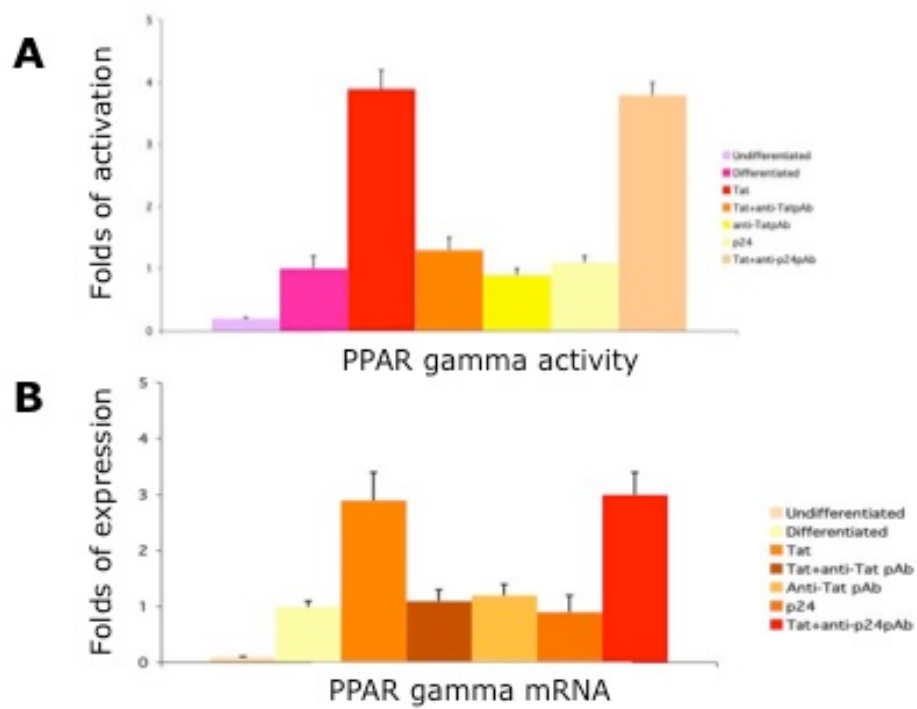 A
Folds of activation
5
4
3
2
1
0
Undifferentiated
Differentiated
Tat
Tat+anti-TatpAb
anti-TatpAb
p24
Tat+anti-p24pAb
PPAR gamma activity
B
Folds of expression
5
4
3
2
1
0
Undifferentiated
Differentiated
Tat
Tat+anti-Tat pAb
Anti-Tat pAb
p24
Tat+anti-p24pAb
PPAR gamma mRNA